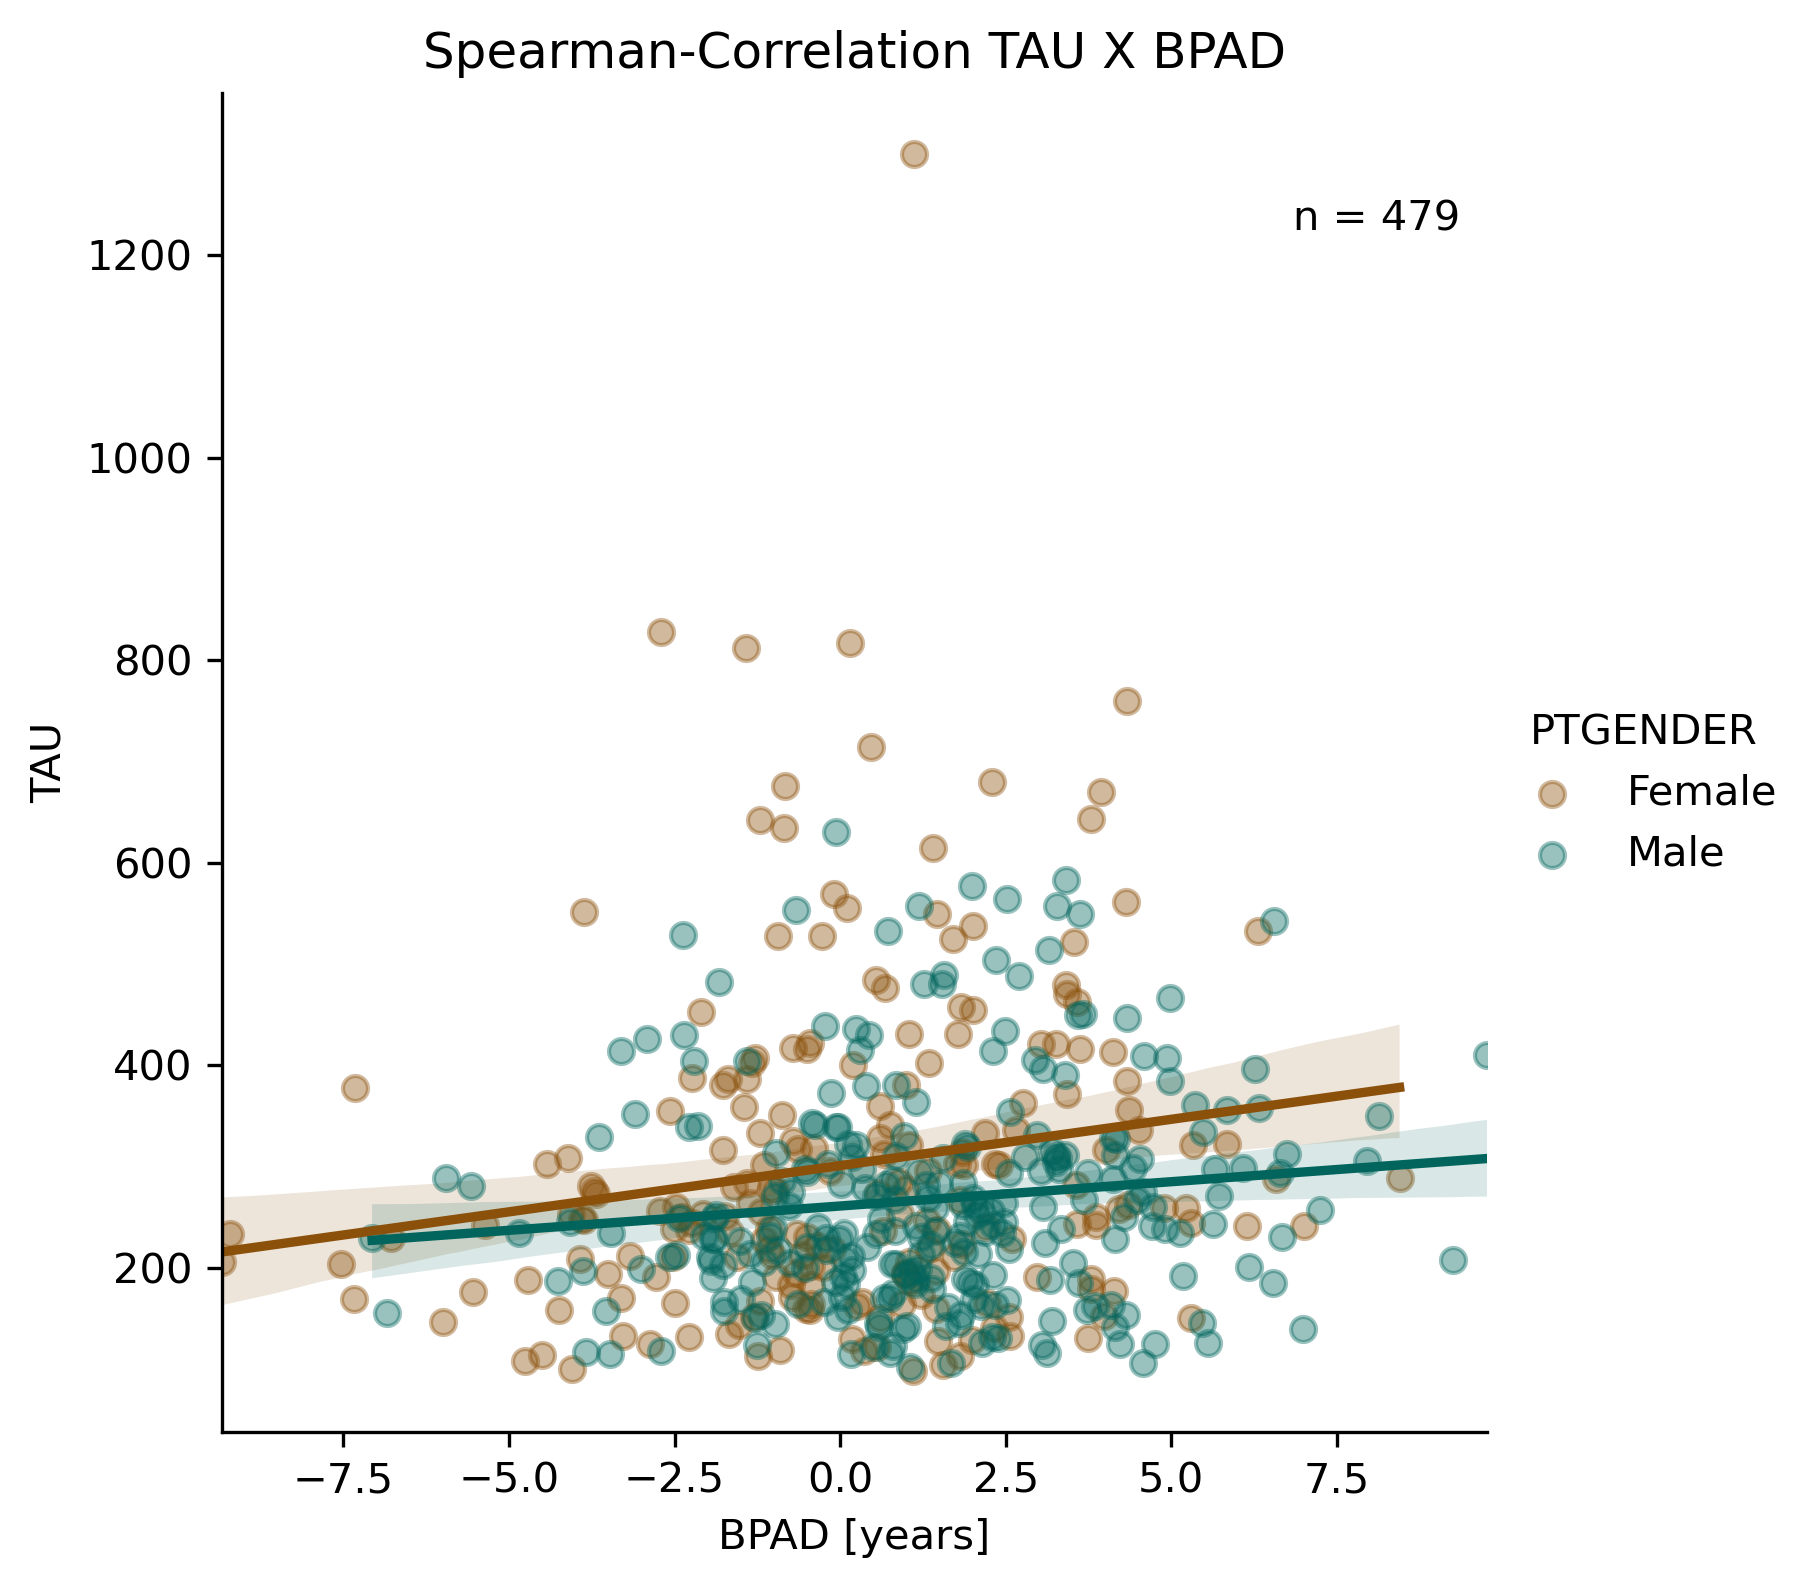 Spearman-Correlation TAU X BPAD
n = 479
1200
1000
800
600
400
200
TAU
−7.5 −5.0 −2.5 0.0 2.5 5.0 7.5
BPAD [years]
PTGENDER
Female
Male